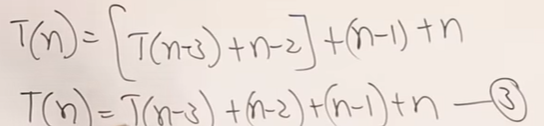 T(n) = [T(n-3) + n-2] + (n-1) + n
T(n) = T(n-3) + (n-2) + (n-1) + n — ③